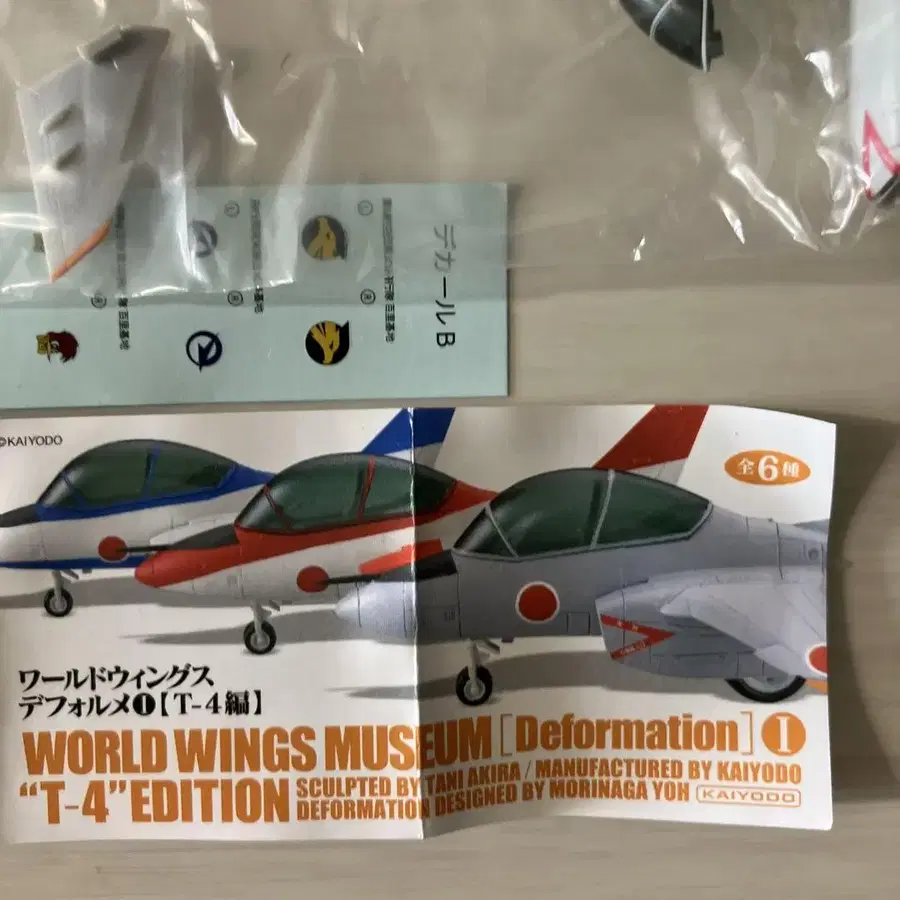 デカールB
©KAIYODO
全6種
ワールドウィングス
デフォルメ❶【T-4編】
WORLD WINGS MUSEUM [Deformation] I
"T-4" EDITION
SCULPTED BY TANI AKIRA / MANUFACTURED BY KAIYODO
DEFORMATION DESIGNED BY MORINAGA YOH KAIYODO